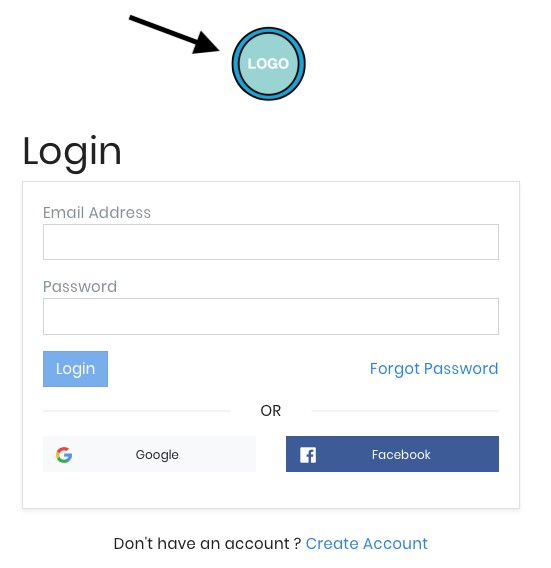 LOGO
Login
Email Address
Password
Login Forgot Password
OR
Google Facebook
Don't have an account ? Create Account